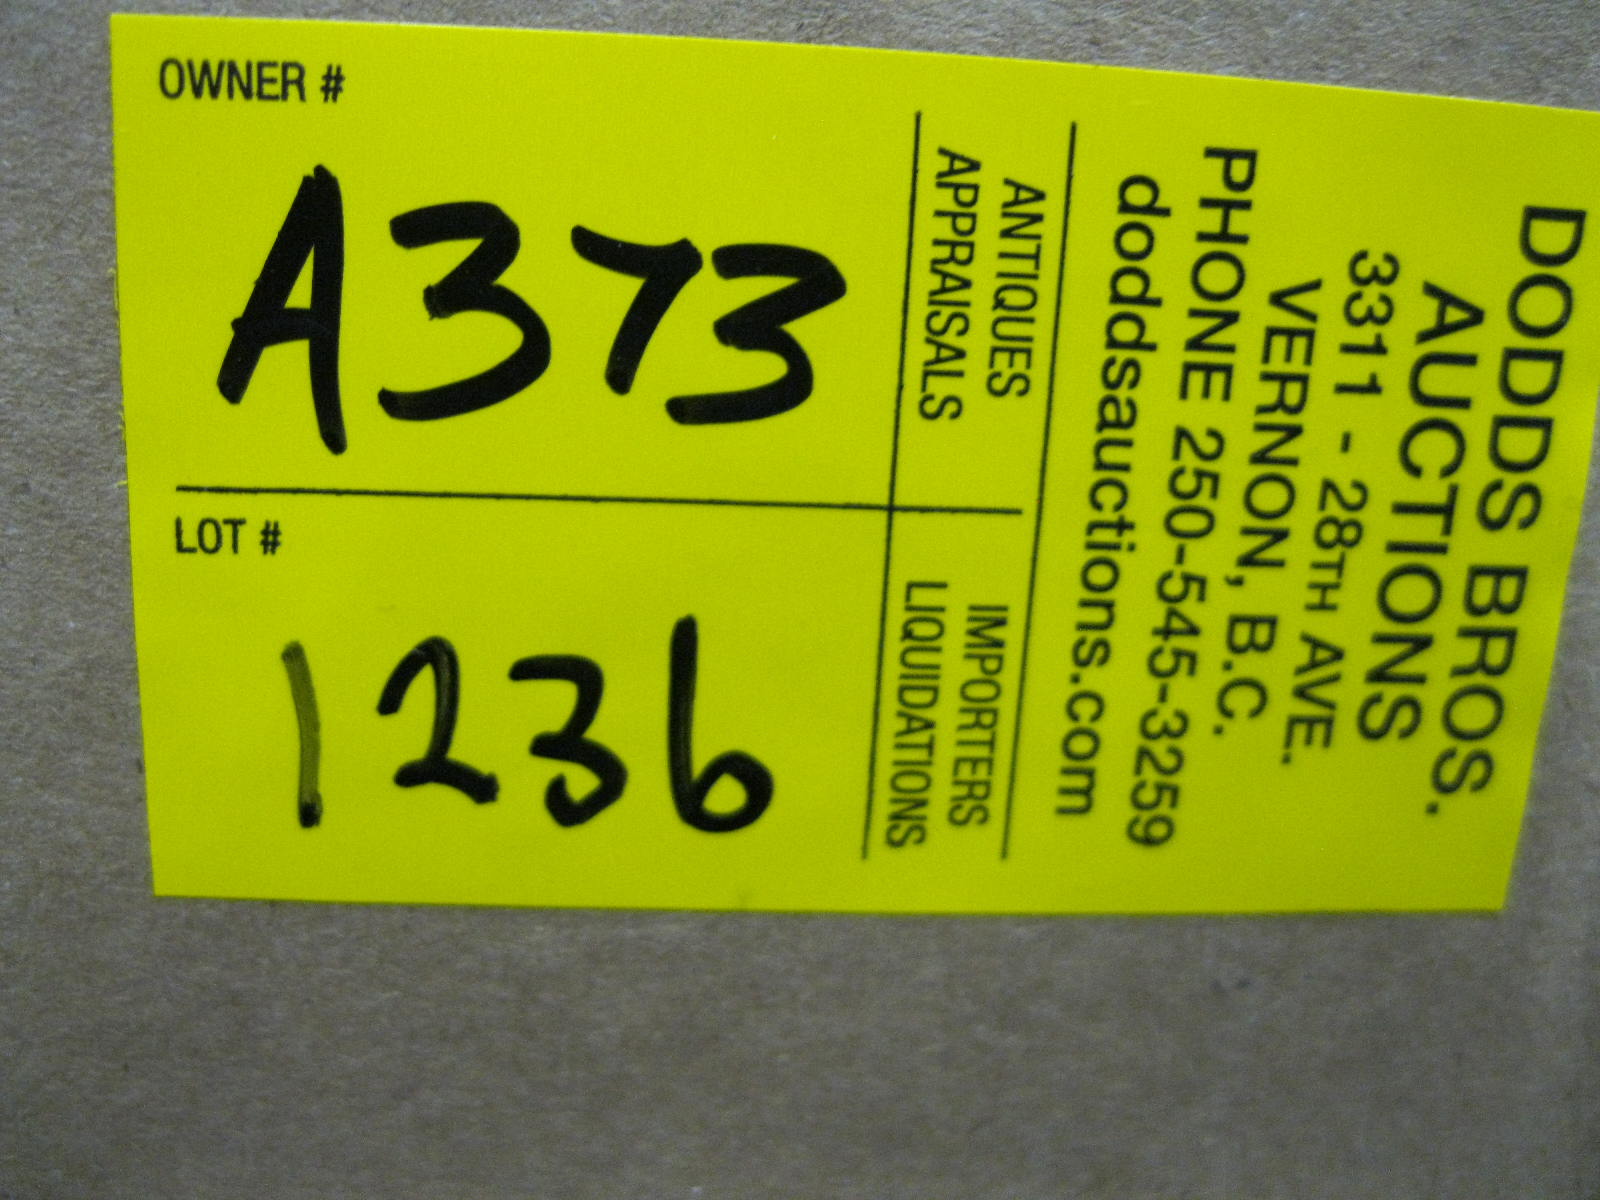 OWNER #
A373
LOT #
1236
ANTIQUES
APPRAISALS
IMPORTERS
LIQUIDATIONS
DODDS BROS.
AUCTIONS
3311 - 28TH AVE.
VERNON, B.C.
PHONE 250-545-3259
doddsauctions.com